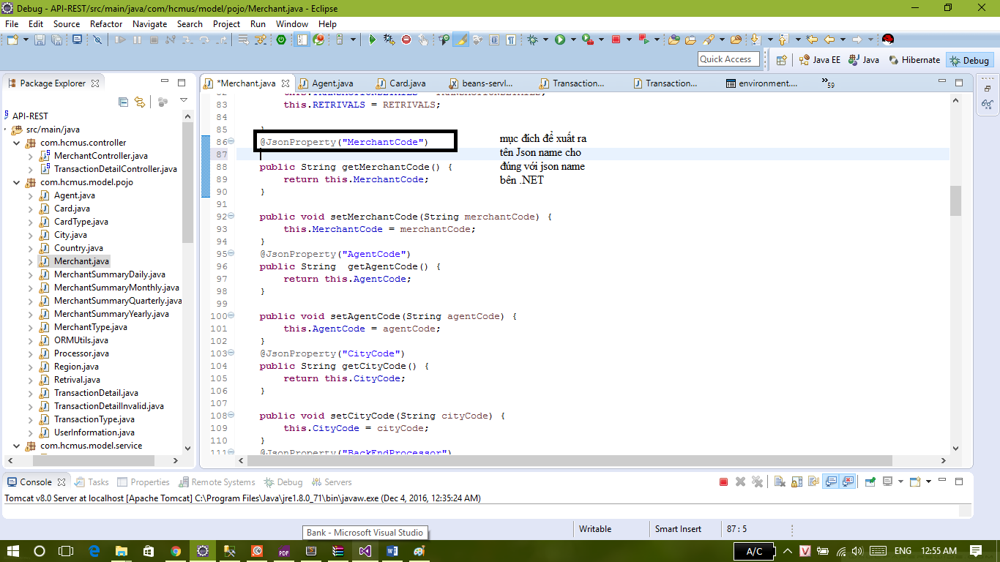 Debug - API-REST/src/main/java/com/hcmus/model/pojo/Merchant.java - Eclipse
File Edit Source Refactor Navigate Search Project Run Window Help
Quick Access
Java EE Java Hibernate Debug
Package Explorer
*Merchant.java Agent.java Card.java beans-servl... Transaction... Transaction... environment.... »59
API-REST
src/main/java
com.hcmus.controller
MerchantController.java
TransactionDetailController.java
com.hcmus.model.pojo
Agent.java
Card.java
CardType.java
City.java
Country.java
Merchant.java
MerchantSummaryDaily.java
MerchantSummaryMonthly.java
MerchantSummaryQuarterly.java
MerchantSummaryYearly.java
MerchantType.java
ORMUtils.java
Processor.java
Region.java
Retrival.java
TransactionDetail.java
TransactionDetailInvalid.java
TransactionType.java
UserInformation.java
com.hcmus.model.service
83 this.RETRIVALS = RETRIVALS;
84
85 }
86 @JsonProperty("MerchantCode")
87
88 public String getMerchantCode() {
89 return this.MerchantCode;
90 }
91
92 public void setMerchantCode(String merchantCode) {
93 this.MerchantCode = merchantCode;
94 }
95 @JsonProperty("AgentCode")
96 public String getAgentCode() {
97 return this.AgentCode;
98 }
99
100 public void setAgentCode(String agentCode) {
101 this.AgentCode = agentCode;
102 }
103 @JsonProperty("CityCode")
104 public String getCityCode() {
105 return this.CityCode;
106 }
107
108 public void setCityCode(String cityCode) {
109 this.CityCode = cityCode;
110 }
111 @JsonProperty("BackEndProcessor")
mục đích để xuất ra
tên Json name cho
đúng với json name
bên .NET
Console Tasks Properties Remote Systems Debug Servers
Tomcat v8.0 Server at localhost [Apache Tomcat] C:\Program Files\Java\jre1.8.0_71\bin\javaw.exe (Dec 4, 2016, 12:35:24 AM)
Writable Smart Insert 87 : 5
Bank - Microsoft Visual Studio
A/C ENG 12:55 AM